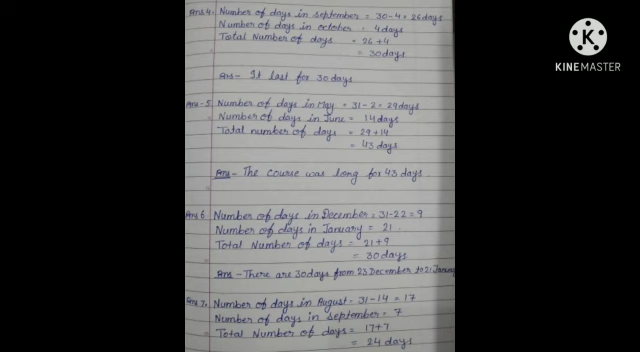 Ans 4. Number of days in september = 30-4 = 26 days
Number of days in october = 4 days
Total Number of days = 26 + 4
= 30 days
Ans - It last for 30 days
Ans-5. Number of days in May = 31-2 = 29 days
Number of days in June = 14 days
Total number of days = 29 + 14
= 43 days
Ans - The course was long for 43 days.
Ans 6. Number of days in December = 31-22 = 9
Number of days in January = 21.
Total Number of days = 21 + 9
= 30 days
Ans - There are 30 days from 23 December to 21 January
Ans 7. Number of days in August = 31-14 = 17
Number of days in september = 7
Total Number of days = 17 + 7
= 24 days
KINEMASTER